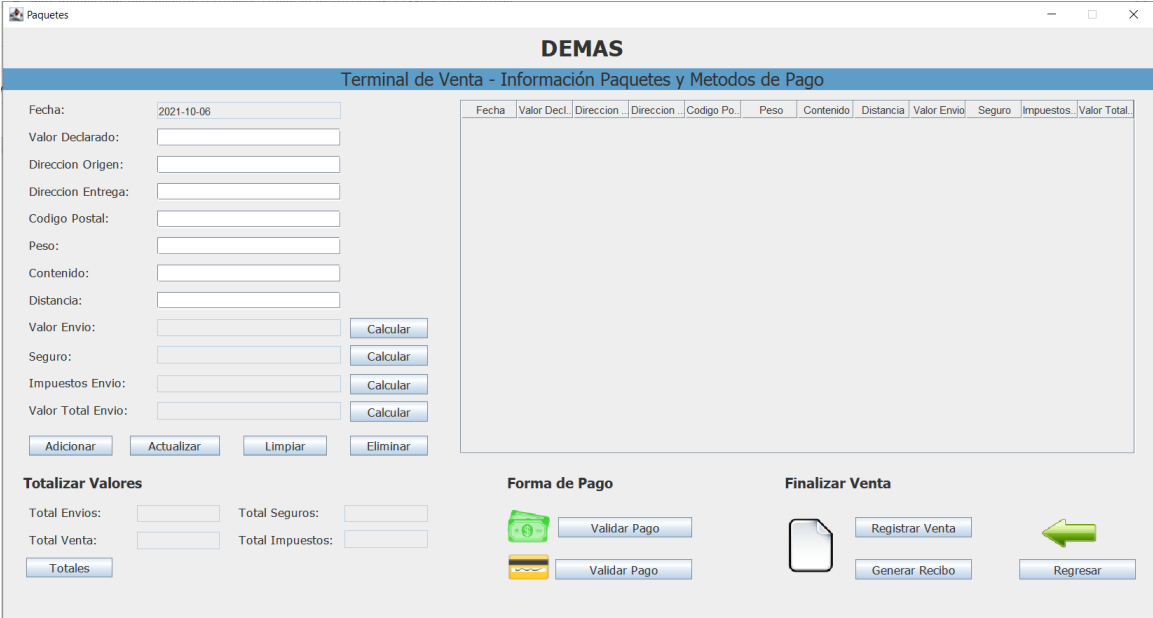 Paquetes
DEMAS
Terminal de Venta - Información Paquetes y Metodos de Pago
Fecha: 2021-10-06
Valor Declarado:
Direccion Origen:
Direccion Entrega:
Codigo Postal:
Peso:
Contenido:
Distancia:
Valor Envio: Calcular
Seguro: Calcular
Impuestos Envio: Calcular
Valor Total Envio: Calcular
Adicionar Actualizar Limpiar Eliminar
Fecha Valor Decl... Direccion ... Direccion ... Codigo Po... Peso Contenido Distancia Valor Envio Seguro Impuestos... Valor Total...
Totalizar Valores
Total Envios: Total Seguros:
Total Venta: Total Impuestos:
Totales
Forma de Pago
Validar Pago
Validar Pago
Finalizar Venta
Registrar Venta
Generar Recibo
Regresar